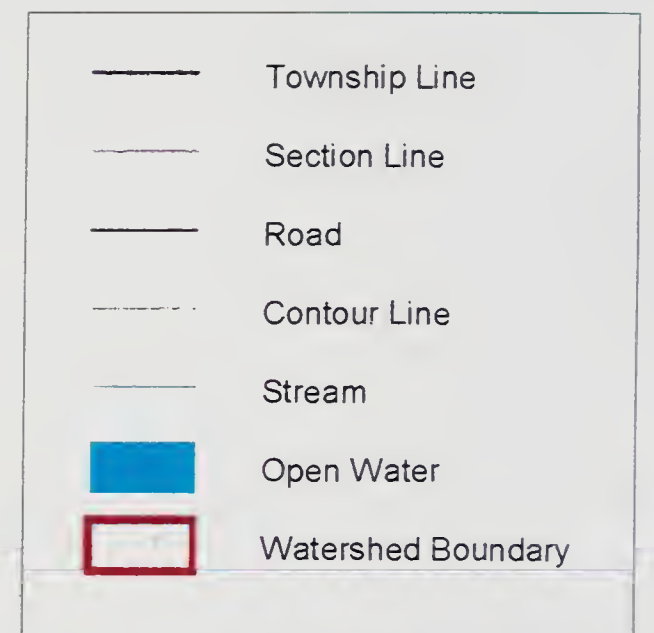 Township Line
Section Line
Road
Contour Line
Stream
Open Water
Watershed Boundary